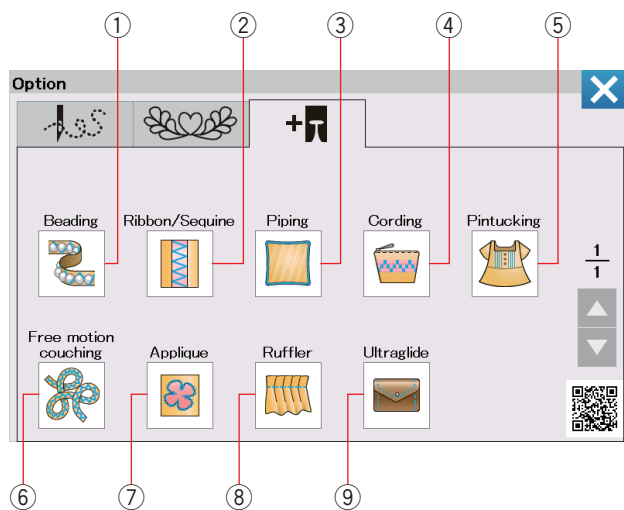 ① ② ③ ④ ⑤
Option
Beading Ribbon/Sequine Piping Cording Pintucking
1
1
Free motion
couching Applique Ruffler Ultraglide
⑥ ⑦ ⑧ ⑨